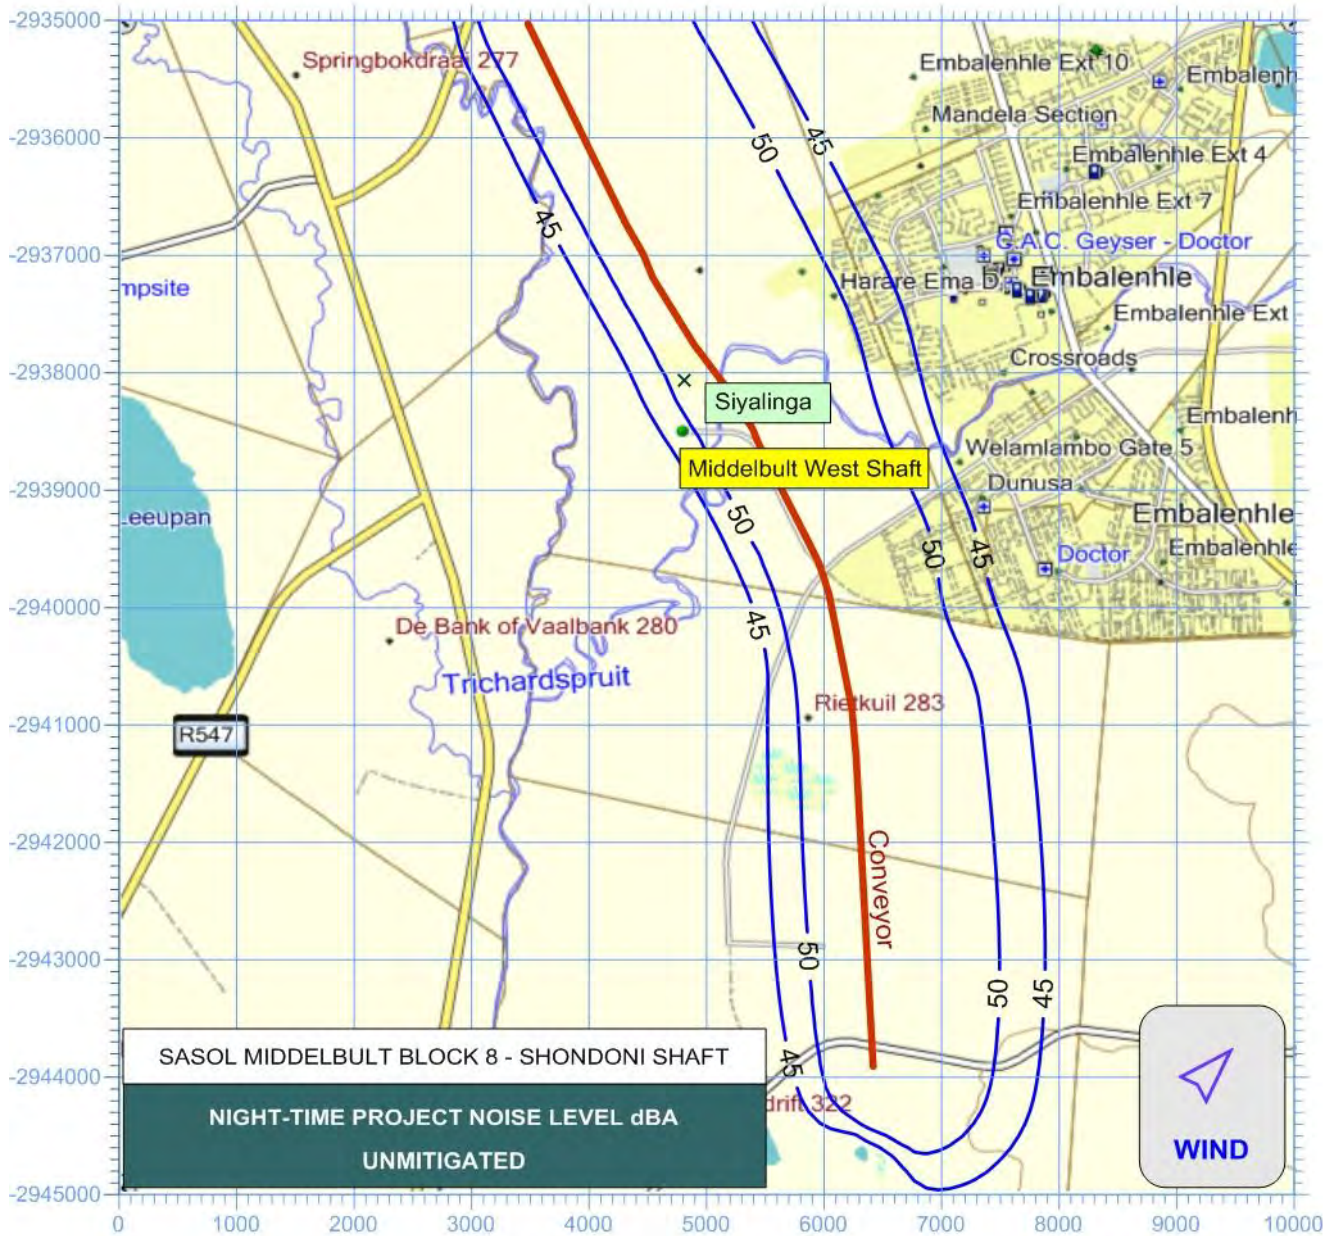 -2935000
-2936000
-2937000
-2938000
-2939000
-2940000
-2941000
-2942000
-2943000
-2944000
-2945000
0 1000 2000 3000 4000 5000 6000 7000 8000 9000 10000
Springbokdraai 277
Embalenhle Ext 10
Embalenh
Mandela Section
50
45
Embalenhle Ext 4
Embalenhle Ext 7
45
C.A.C. Geyser - Doctor
mpsite
Harare Ema D
Embalenhle
Embalenhle Ext
Crossroads
Siyalinga
Embalenh
Welamlambo Gate 5
Middelbult West Shaft
Dunusa
Leeupan
50
Embalenhle
50
45
Doctor
Embalenhle
De Bank of Vaalbank 280
45
Trichardspruit
Rietkuil 283
R547
Conveyor
50
50
45
45
SASOL MIDDELBULT BLOCK 8 - SHONDONI SHAFT
drift 322
NIGHT-TIME PROJECT NOISE LEVEL dBA
UNMITIGATED
WIND